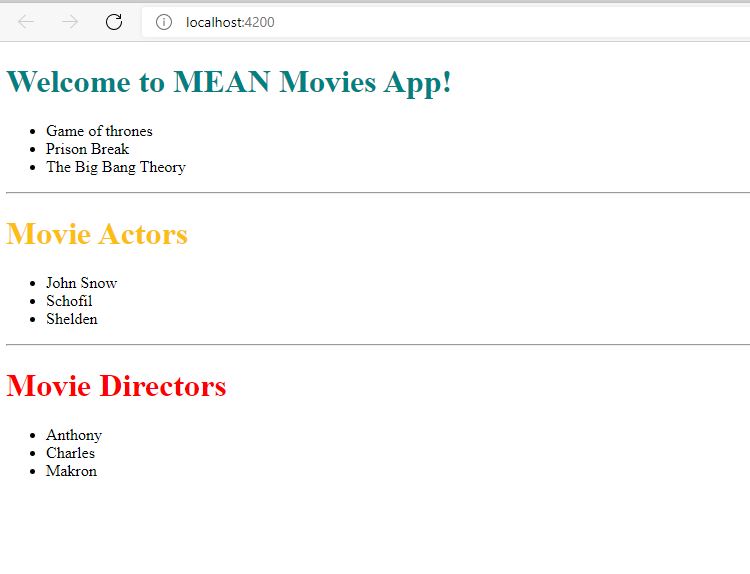 localhost:4200
Welcome to MEAN Movies App!
Game of thrones
Prison Break
The Big Bang Theory
Movie Actors
John Snow
Schofil
Shelden
Movie Directors
Anthony
Charles
Makron